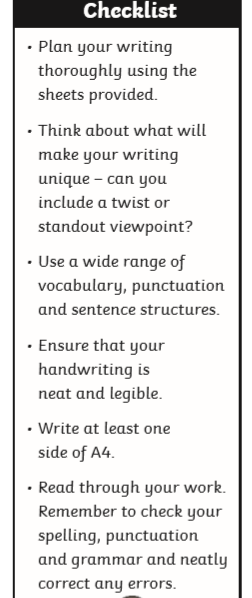 Checklist
• Plan your writing
thoroughly using the
sheets provided.
• Think about what will
make your writing
unique – can you
include a twist or
standout viewpoint?
• Use a wide range of
vocabulary, punctuation
and sentence structures.
• Ensure that your
handwriting is
neat and legible.
• Write at least one
side of A4.
• Read through your work.
Remember to check your
spelling, punctuation
and grammar and neatly
correct any errors.